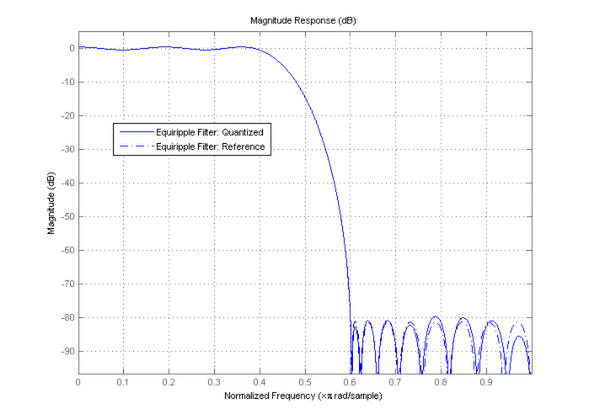 Magnitude Response (dB)
0
-10
-20
-30
-40
-50
-60
-70
-80
-90
Magnitude (dB)
Equiripple Filter: Quantized
Equiripple Filter: Reference
0 0.1 0.2 0.3 0.4 0.5 0.6 0.7 0.8 0.9
Normalized Frequency (×π rad/sample)